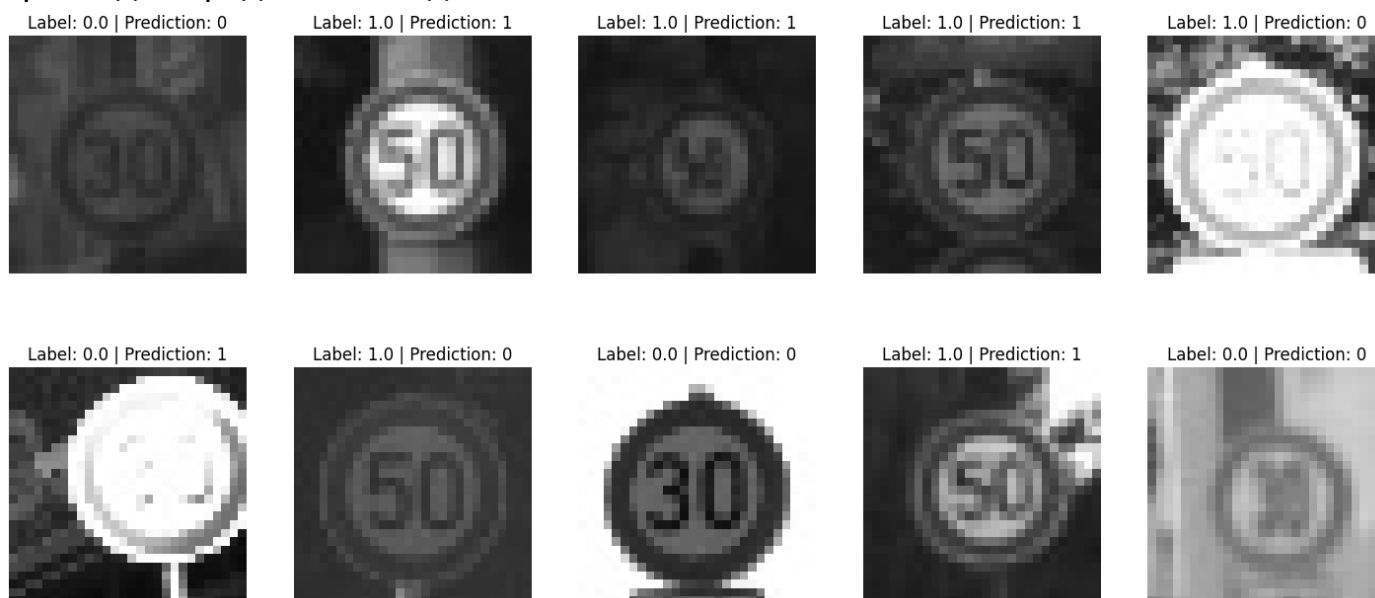 Label: 0.0 | Prediction: 0
Label: 1.0 | Prediction: 1
Label: 1.0 | Prediction: 1
Label: 1.0 | Prediction: 1
Label: 1.0 | Prediction: 0
30
50
50
50
Label: 0.0 | Prediction: 1
Label: 1.0 | Prediction: 0
Label: 0.0 | Prediction: 0
Label: 1.0 | Prediction: 1
Label: 0.0 | Prediction: 0
50
30
50